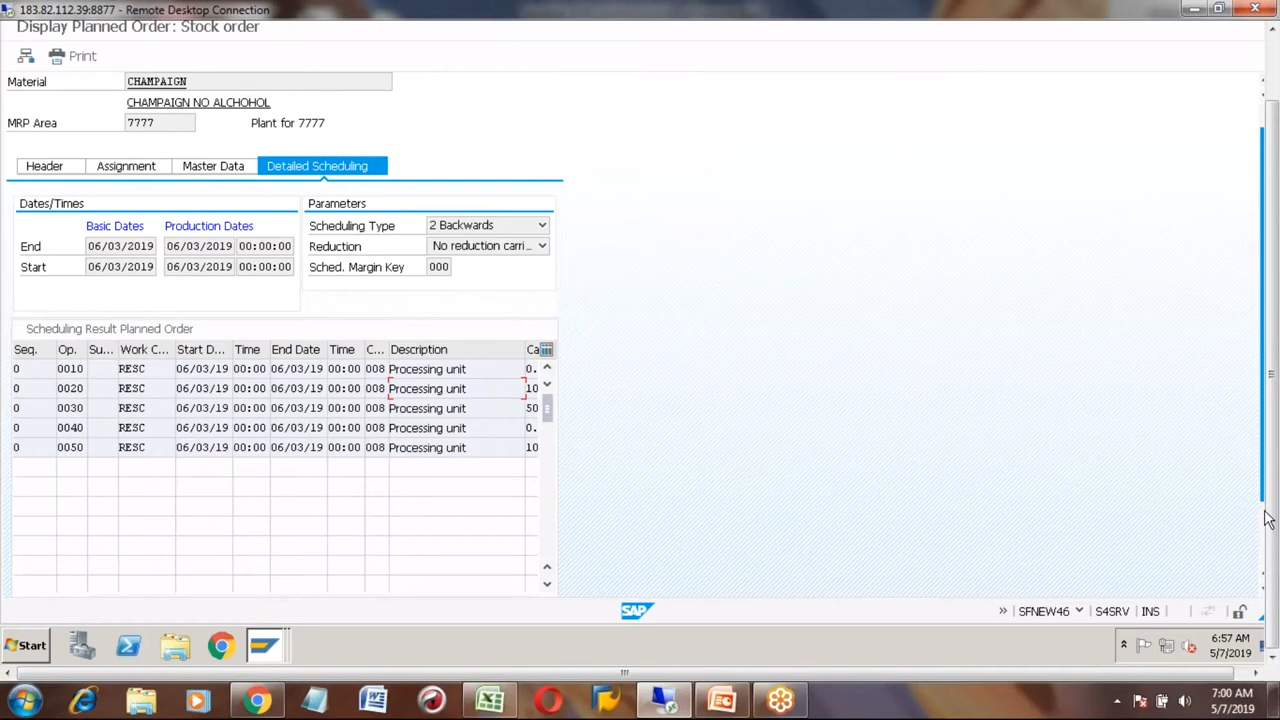 183.82.112.39:8877 - Remote Desktop Connection
Display Planned Order: Stock order
Print
Material CHAMPAIGN
CHAMPAIGN NO ALCHOHOL
MRP Area 7777 Plant for 7777
Header Assignment Master Data Detailed Scheduling
Dates/Times Parameters
Basic Dates Production Dates Scheduling Type 2 Backwards
End 06/03/2019 06/03/2019 00:00:00 Reduction No reduction carri...
Start 06/03/2019 06/03/2019 00:00:00 Sched. Margin Key 000
Scheduling Result Planned Order
Seq. Op. Su... Work C... Start D... Time End Date Time C... Description Ca
0 0010 RESC 06/03/19 00:00 06/03/19 00:00 008 Processing unit 0.
0 0020 RESC 06/03/19 00:00 06/03/19 00:00 008 Processing unit 10
0 0030 RESC 06/03/19 00:00 06/03/19 00:00 008 Processing unit 50
0 0040 RESC 06/03/19 00:00 06/03/19 00:00 008 Processing unit 0.
0 0050 RESC 06/03/19 00:00 06/03/19 00:00 008 Processing unit 10
SAP » SFNEW46 S4SRV INS
Start 6:57 AM
5/7/2019
7:00 AM
5/7/2019